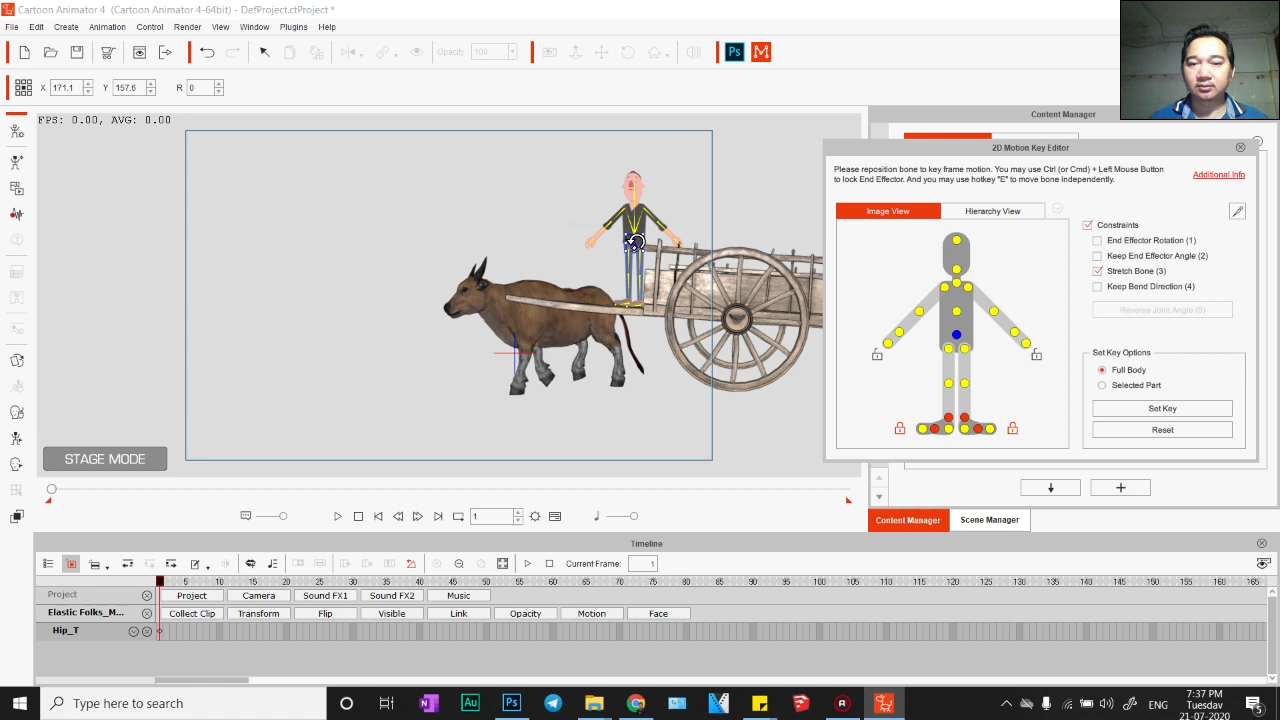 Cartoon Animator 4 (Cartoon Animator 4-64bit) - DefProject.ctProject *
File Edit Create Animation Control Render View Window Plugins Help
Opacity 100
Ps
X 171.1 Y 157.6 R 0
FPS: 0.00, AVG: 0.00
Content Manager
2D Motion Key Editor
Please reposition bone to key frame motion. You may use Ctrl (or Cmd) + Left Mouse Button
to lock End Effector. And you may use hotkey "E" to move bone independently.
Additional Info
Image View Hierarchy View
Constraints
End Effector Rotation (1)
Keep End Effector Angle (2)
Stretch Bone (3)
Keep Bend Direction (4)
Reverse Joint Angle (5)
Set Key Options
Full Body
Selected Part
Set Key
Reset
STAGE MODE
1
Content Manager Scene Manager
Timeline
Current Frame: 1
5 10 15 20 25 30 35 40 45 50 55 60 65 70 75 80 85 90 95 100 105 110 115 120 125 130 135 140 145 150 155 160 165
Project Project Camera Sound FX1 Sound FX2 Music
Elastic Folks_M... Collect Clip Transform Flip Visible Link Opacity Motion Face
Hip_T
Type here to search
Au
Ps
ENG
7:37 PM
Tuesday
21-07-2020
5